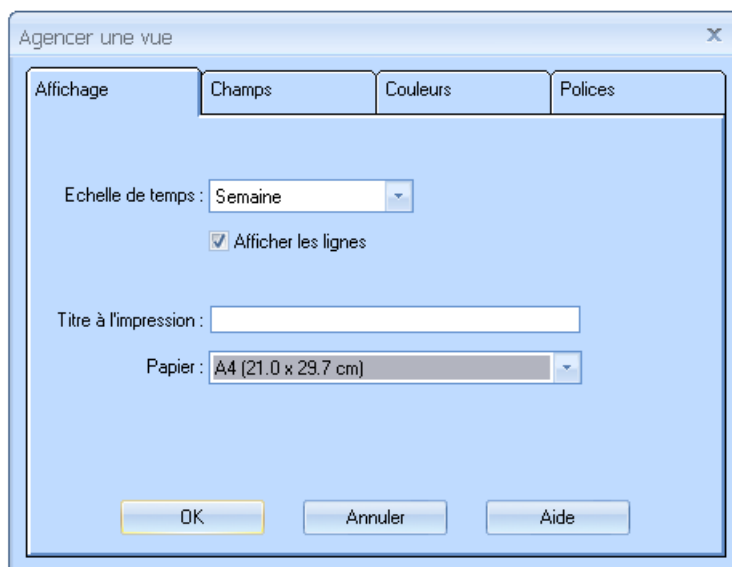 Agencer une vue
Affichage Champs Couleurs Polices
Echelle de temps : Semaine
Afficher les lignes
Titre à l'impression :
Papier : A4 (21.0 x 29.7 cm)
OK Annuler Aide